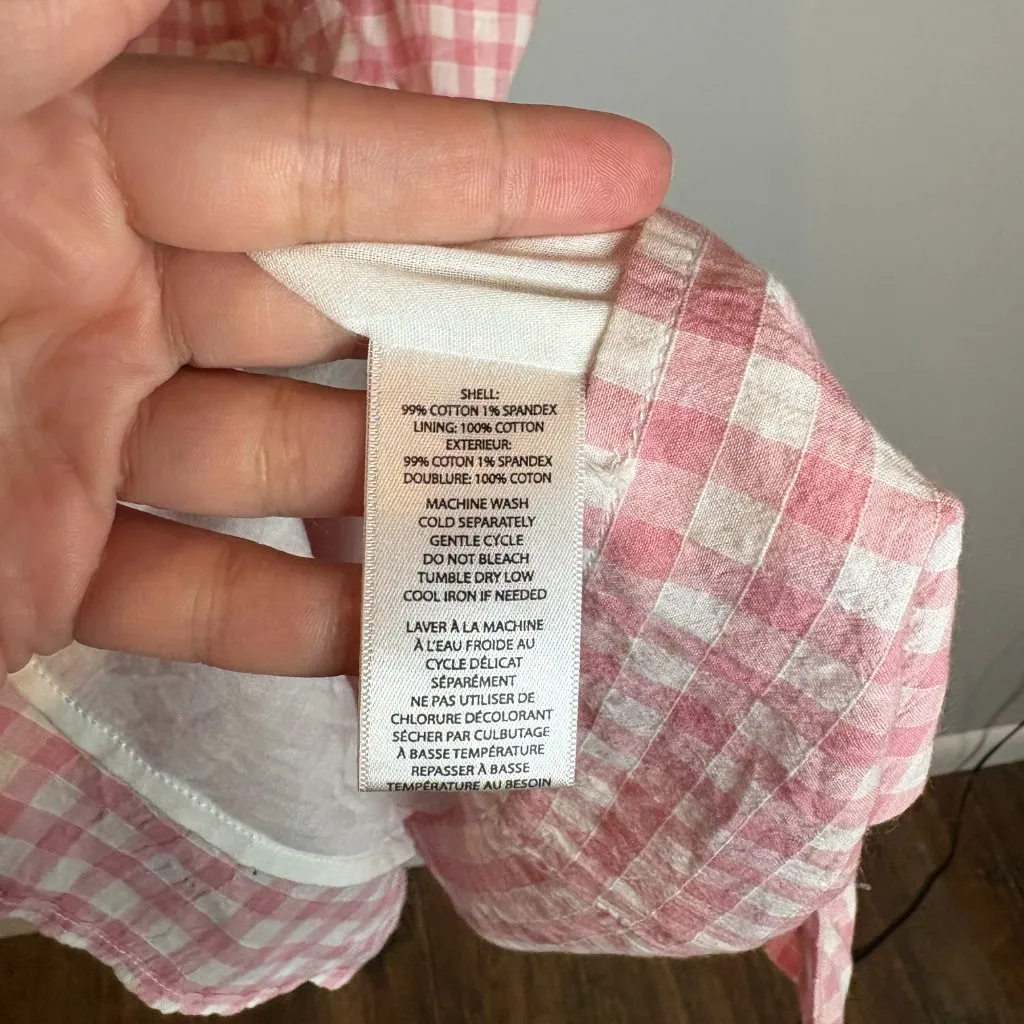 SHELL:
99% COTTON 1% SPANDEX
LINING: 100% COTTON
EXTERIEUR:
99% COTON 1% SPANDEX
DOUBLURE: 100% COTON
MACHINE WASH
COLD SEPARATELY
GENTLE CYCLE
DO NOT BLEACH
TUMBLE DRY LOW
COOL IRON IF NEEDED
LAVER À LA MACHINE
À L'EAU FROIDE AU
CYCLE DÉLICAT
SÉPARÉMENT
NE PAS UTILISER DE
CHLORURE DÉCOLORANT
SÉCHER PAR CULBUTAGE
À BASSE TEMPÉRATURE
REPASSER À BASSE
TEMPÉRATURE AU BESOIN